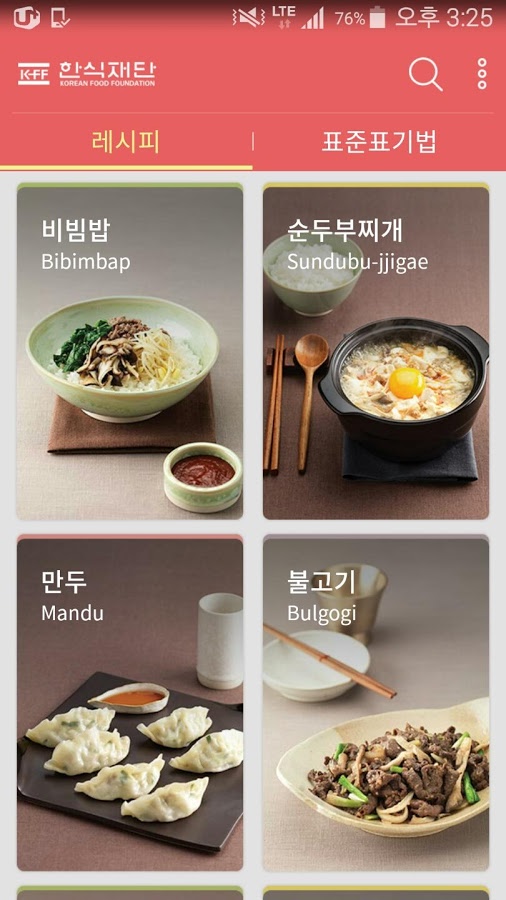 LTE 76% 오후 3:25
K-FF 한식재단
KOREAN FOOD FOUNDATION
레시피 표준표기법
비빔밥
Bibimbap
순두부찌개
Sundubu-jjigae
만두
Mandu
불고기
Bulgogi